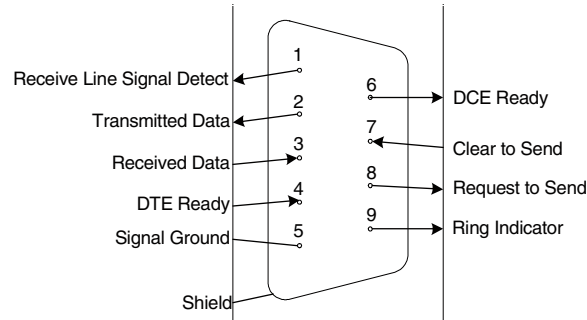 1
Receive Line Signal Detect
6
DCE Ready
2
Transmitted Data
7
Clear to Send
3
Received Data
8
Request to Send
4
DTE Ready
9
Ring Indicator
5
Signal Ground
Shield